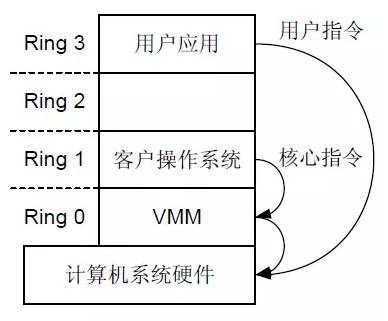 Ring 3
用户应用
用户指令
Ring 2
Ring 1
客户操作系统
核心指令
Ring 0
VMM
计算机系统硬件